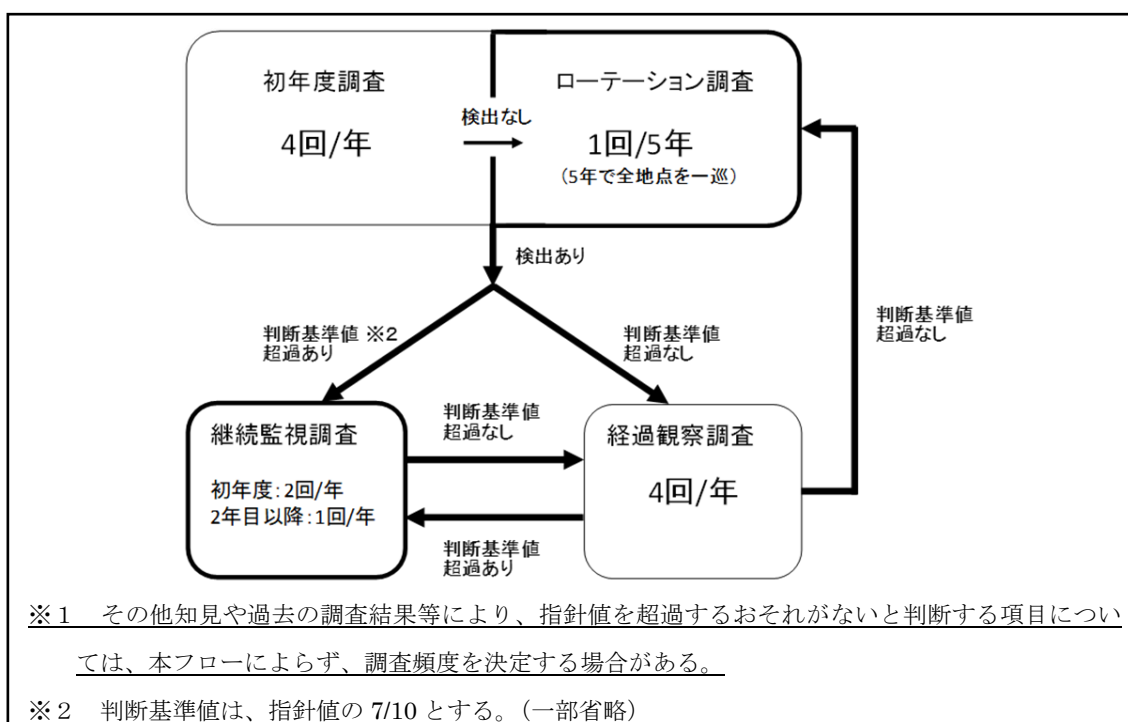 初年度調査
4回/年
検出なし
ローテーション調査
1回/5年
(5年で全地点を一巡)
検出あり
判断基準値 ※2
超過あり
判断基準値
超過なし
判断基準値
超過なし
継続監視調査
初年度:2回/年
2年目以降:1回/年
判断基準値
超過なし
判断基準値
超過あり
経過観察調査
4回/年
※1 その他知見や過去の調査結果等により、指針値を超過するおそれがないと判断する項目につい
ては、本フローによらず、調査頻度を決定する場合がある。
※2 判断基準値は、指針値の 7/10 とする。(一部省略)